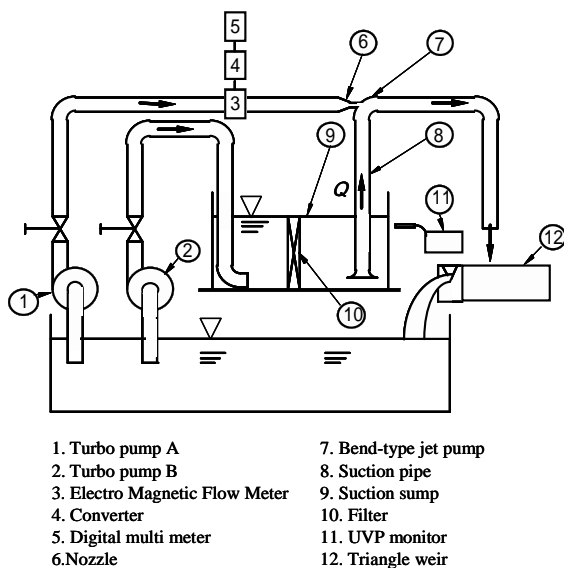 5
4
3
6
7
9
8
Q
11
12
2
1
10
1. Turbo pump A
2. Turbo pump B
3. Electro Magnetic Flow Meter
4. Converter
5. Digital multi meter
6.Nozzle
7. Bend-type jet pump
8. Suction pipe
9. Suction sump
10. Filter
11. UVP monitor
12. Triangle weir